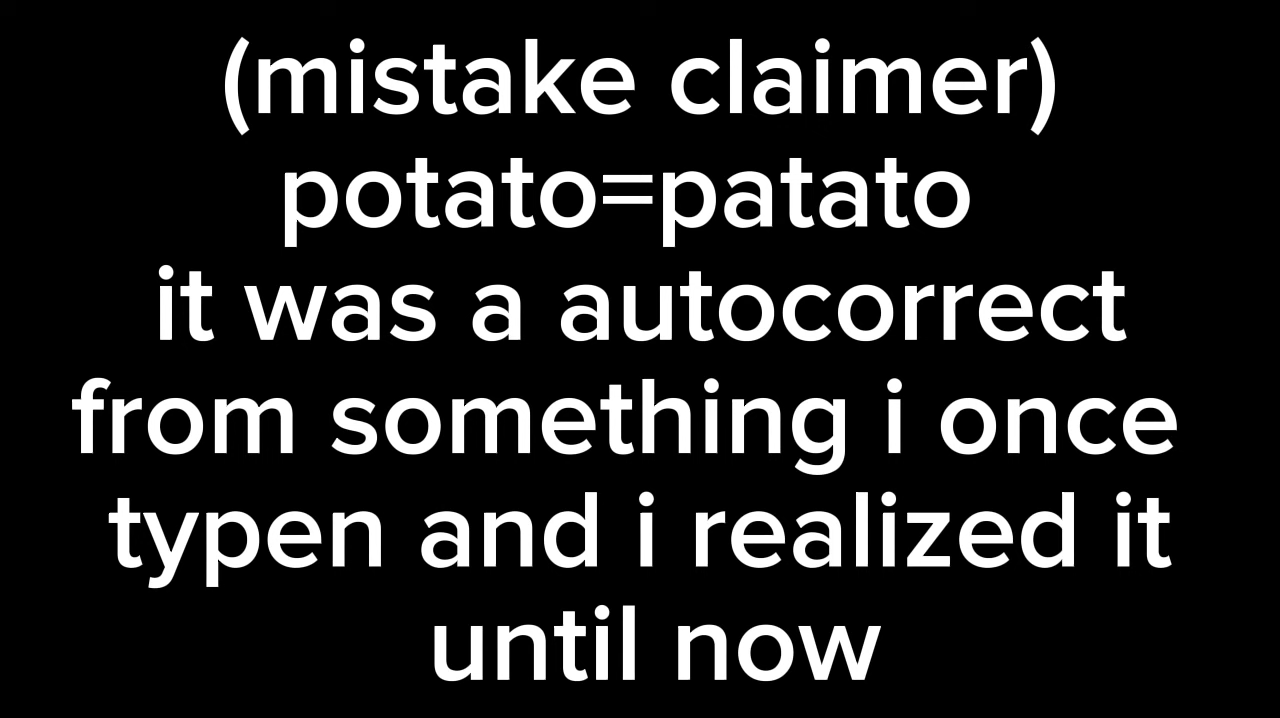 (mistake claimer)
potato=patato
it was a autocorrect
from something i once
typen and i realized it
until now